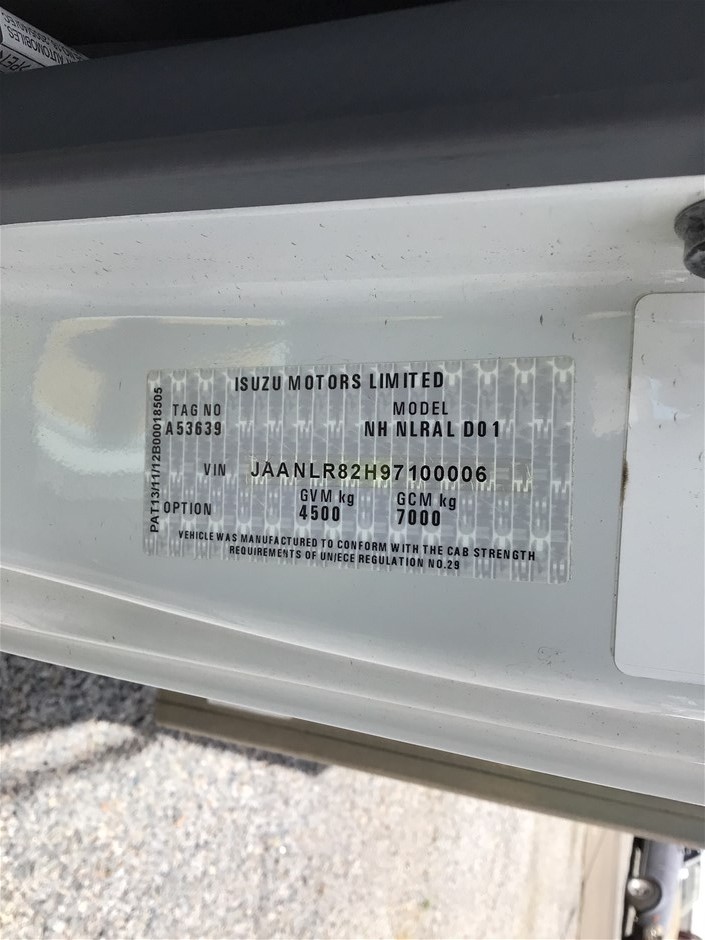 AUTOMOBILES.
ISUZU MOTORS LIMITED
TAG NO MODEL
A53639 NH NLRAL D01
VIN JAANLR82H97100006
GVM kg GCM kg
OPTION 4500 7000
VEHICLE WAS MANUFACTURED TO CONFORM WITH THE CAB STRENGTH
REQUIREMENTS OF UN/ECE REGULATION NO.29
PAT13/11/12B00018505